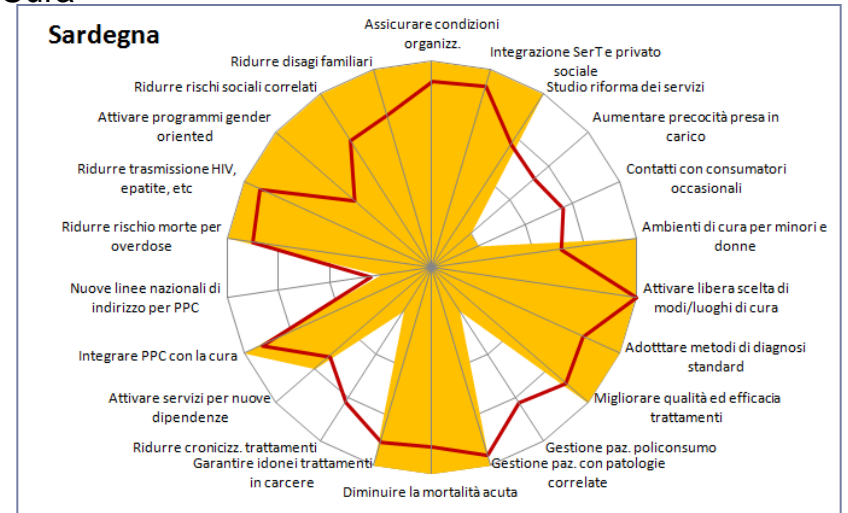 Cura
Sardegna
Assicurare condizioni
organizz.
Integrazione SerT e privato
sociale
Studio riforma dei servizi
Aumentare precocità presa in
carico
Contatti con consumatori
occasionali
Ambienti di cura per minori e
donne
Attivare libera scelta di
modi/luoghi di cura
Adotttare metodi di diagnosi
standard
Migliorare qualità ed efficacia
trattamenti
Gestione paz. policonsumo
Gestione paz. con patologie
correlate
Diminuire la mortalità acuta
Garantire idonei trattamenti
in carcere
Ridurre cronicizz. trattamenti
Attivare servizi per nuove
dipendenze
Integrare PPC con la cura
Nuove linee nazionali di
indirizzo per PPC
Ridurre rischio morte per
overdose
Ridurre trasmissione HIV,
epatite, etc
Attivare programmi gender
oriented
Ridurre rischi sociali correlati
Ridurre disagi familiari